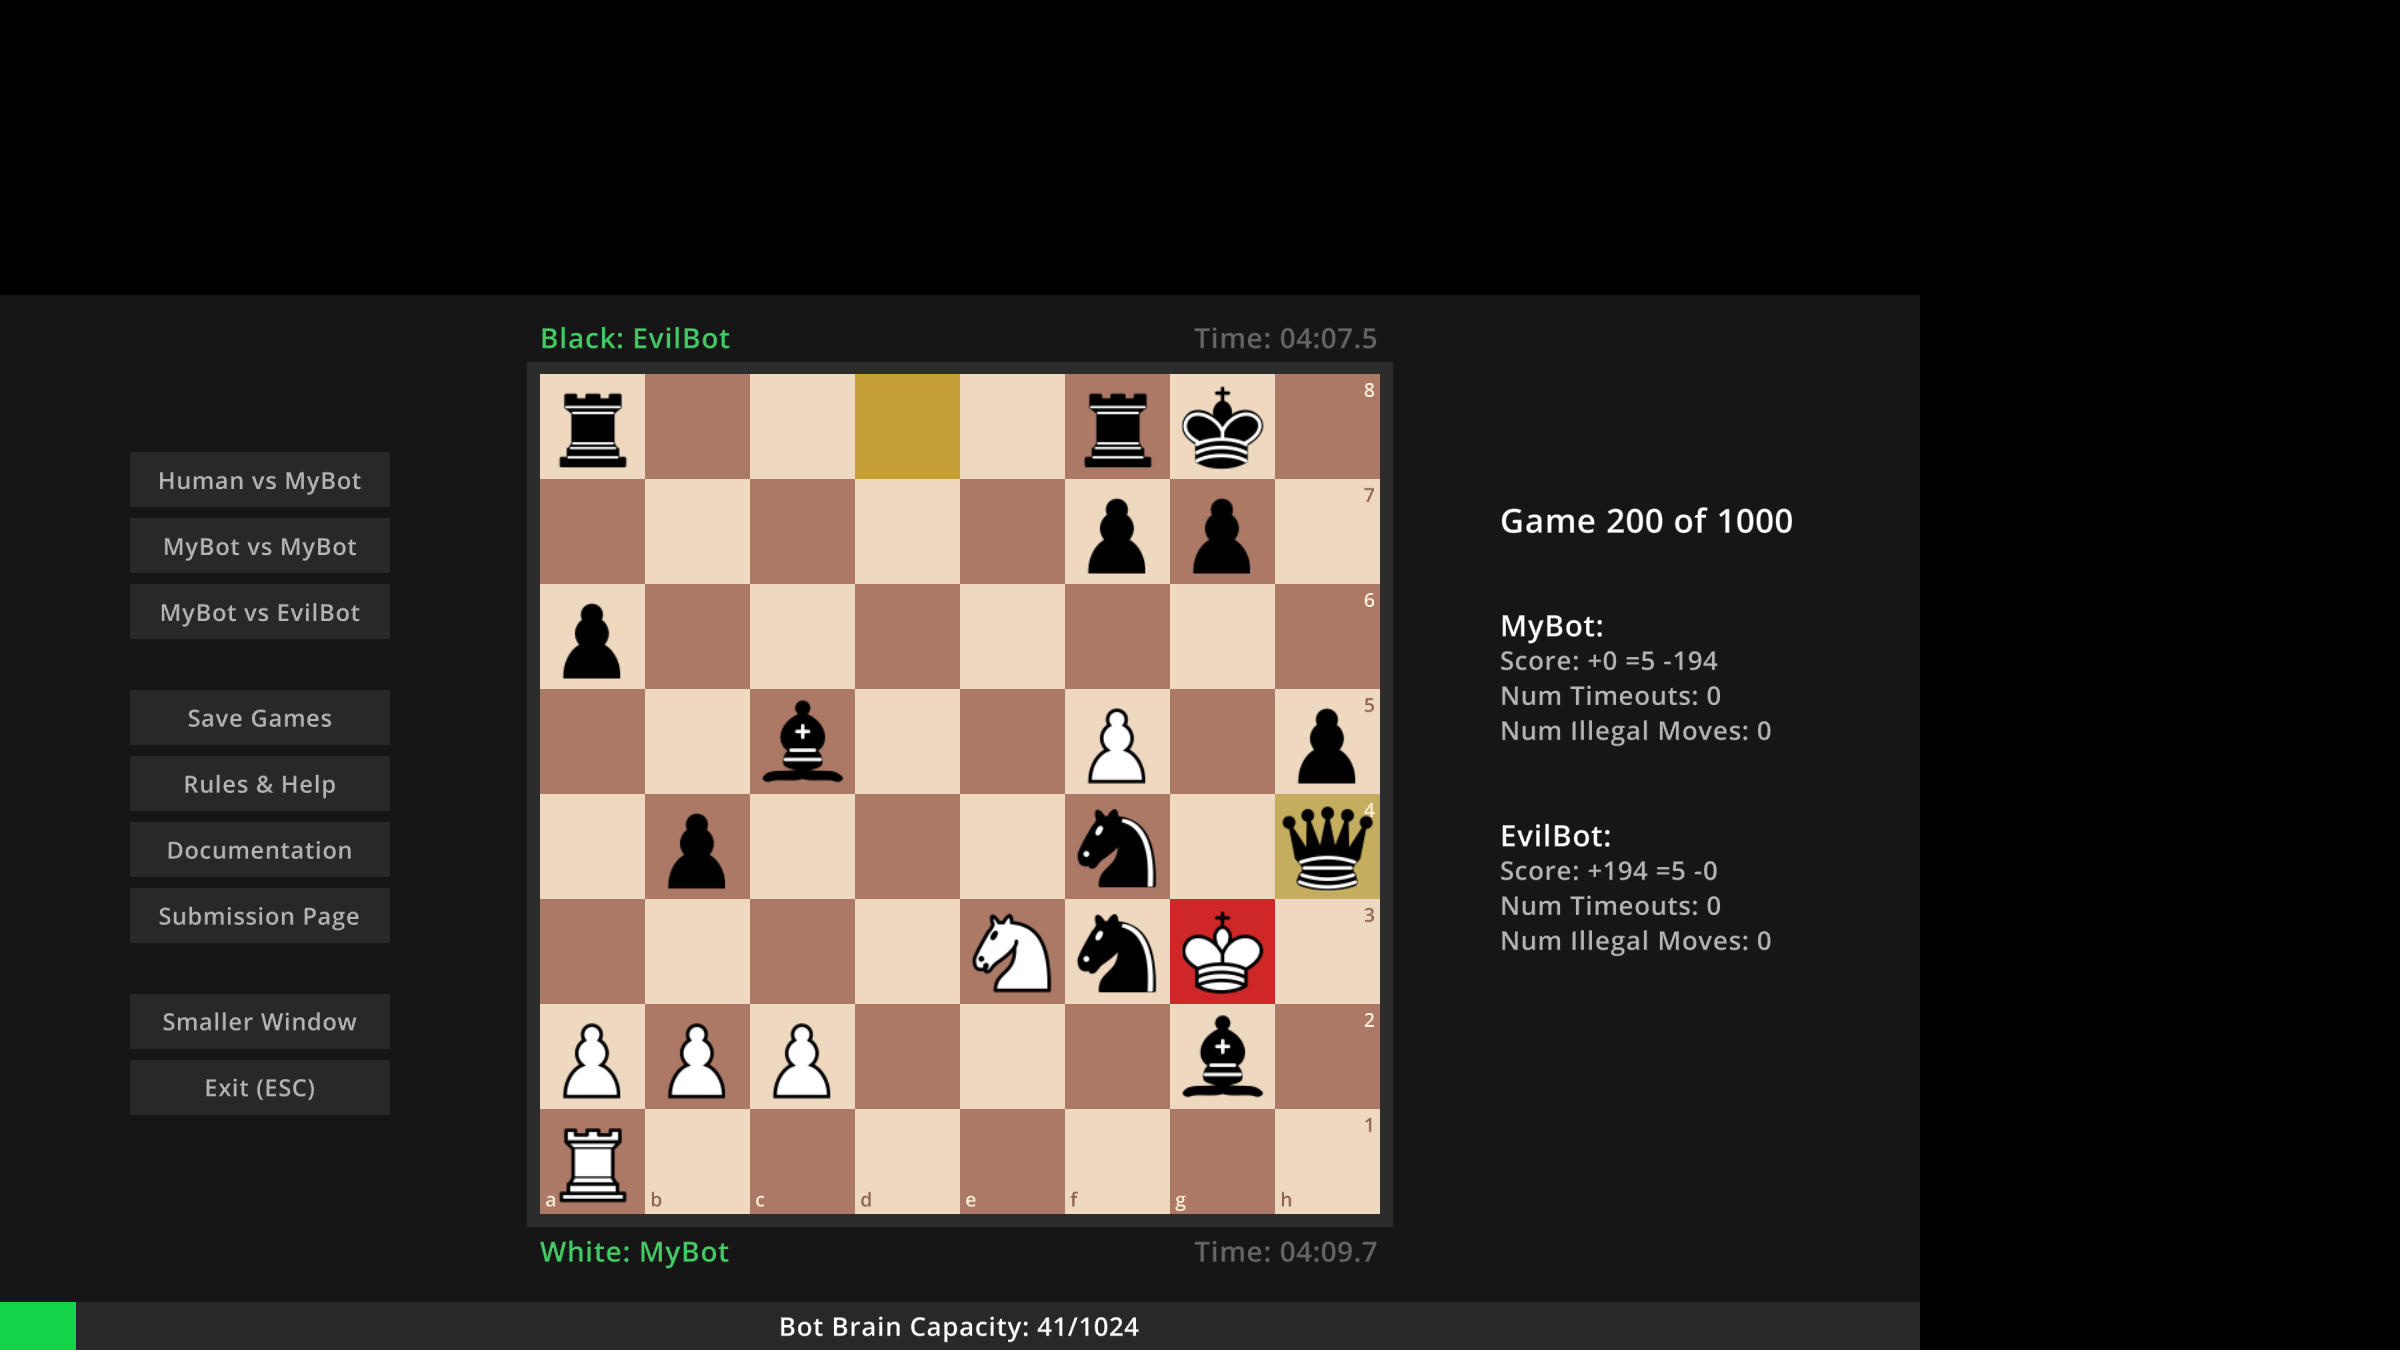 Black: EvilBot
Time: 04:07.5
Human vs MyBot
MyBot vs MyBot
MyBot vs EvilBot
Save Games
Rules & Help
Documentation
Submission Page
Smaller Window
Exit (ESC)
8
7
6
5
4
3
2
1
a
b
c
d
e
f
g
h
White: MyBot
Time: 04:09.7
Game 200 of 1000
MyBot:
Score: +0 =5 -194
Num Timeouts: 0
Num Illegal Moves: 0
EvilBot:
Score: +194 =5 -0
Num Timeouts: 0
Num Illegal Moves: 0
Bot Brain Capacity: 41/1024